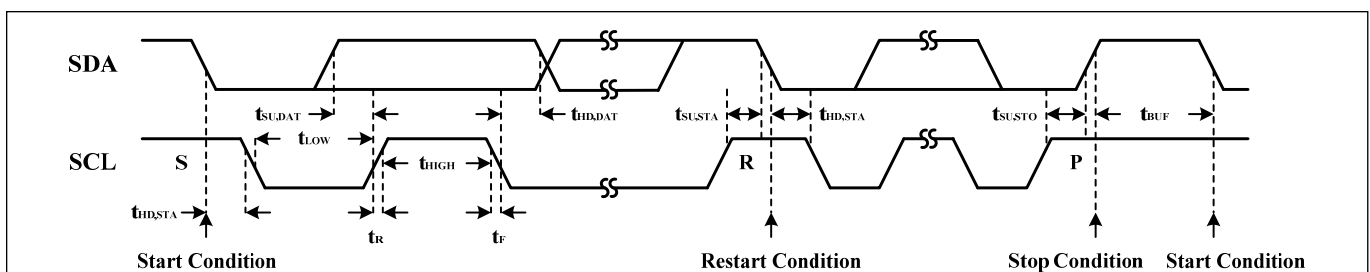 SDA
tSU,DAT tHD,DAT tSU,STA tHD,STA tSU,STO tBUF
tLOW
SCL S tHIGH R P
tHD,STA
tR tF
Start Condition Restart Condition Stop Condition Start Condition